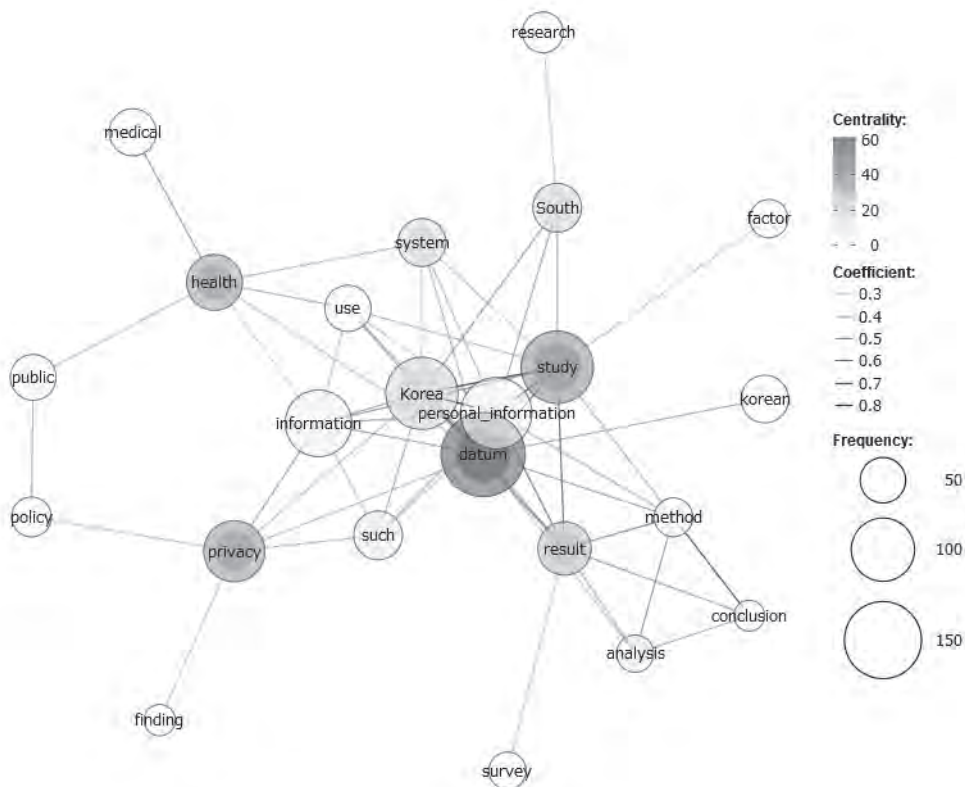 research
medical
South
factor
system
health
use
study
public
Korea
korean
personal_information
information
datum
policy
such
method
privacy
result
conclusion
analysis
finding
survey
Centrality:
60
40
20
0
Coefficient:
0.3
0.4
0.5
0.6
0.7
0.8
Frequency:
50
100
150